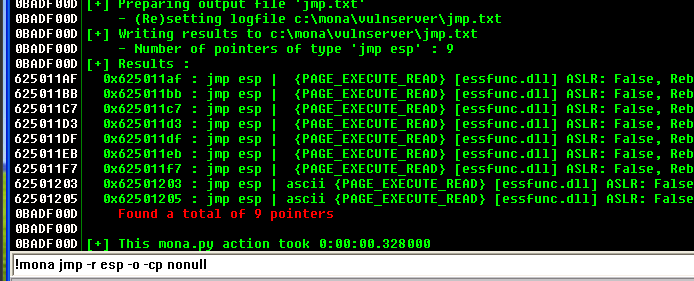 0BADF00D [+] Preparing output file 'jmp.txt'
0BADF00D     - (Re)setting logfile c:\mona\vulnserver\jmp.txt
0BADF00D [+] Writing results to c:\mona\vulnserver\jmp.txt
0BADF00D     - Number of pointers of type 'jmp esp' : 9
0BADF00D [+] Results :
625011AF   0x625011af : jmp esp |  {PAGE_EXECUTE_READ} [essfunc.dll] ASLR: False, Reb
625011BB   0x625011bb : jmp esp |  {PAGE_EXECUTE_READ} [essfunc.dll] ASLR: False, Reb
625011C7   0x625011c7 : jmp esp |  {PAGE_EXECUTE_READ} [essfunc.dll] ASLR: False, Reb
625011D3   0x625011d3 : jmp esp |  {PAGE_EXECUTE_READ} [essfunc.dll] ASLR: False, Reb
625011DF   0x625011df : jmp esp |  {PAGE_EXECUTE_READ} [essfunc.dll] ASLR: False, Reb
625011EB   0x625011eb : jmp esp |  {PAGE_EXECUTE_READ} [essfunc.dll] ASLR: False, Reb
625011F7   0x625011f7 : jmp esp |  {PAGE_EXECUTE_READ} [essfunc.dll] ASLR: False, Reb
62501203   0x62501203 : jmp esp | ascii {PAGE_EXECUTE_READ} [essfunc.dll] ASLR: False
62501205   0x62501205 : jmp esp | ascii {PAGE_EXECUTE_READ} [essfunc.dll] ASLR: False
0BADF00D     Found a total of 9 pointers
0BADF00D
0BADF00D [+] This mona.py action took 0:00:00.328000
!mona jmp -r esp -o -cp nonull